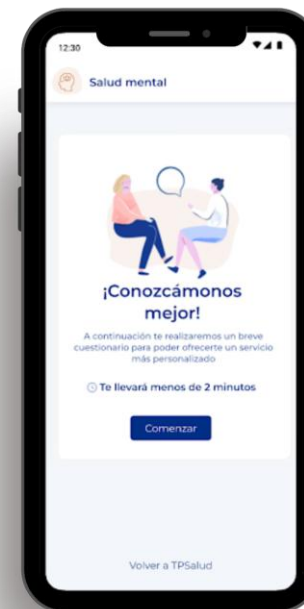 12:30
Salud mental
¡Conozcámonos
mejor!
A continuación te realizaremos un breve
cuestionario para poder ofrecerte un servicio
más personalizado
Te llevará menos de 2 minutos
Comenzar
Volver a TPSalud